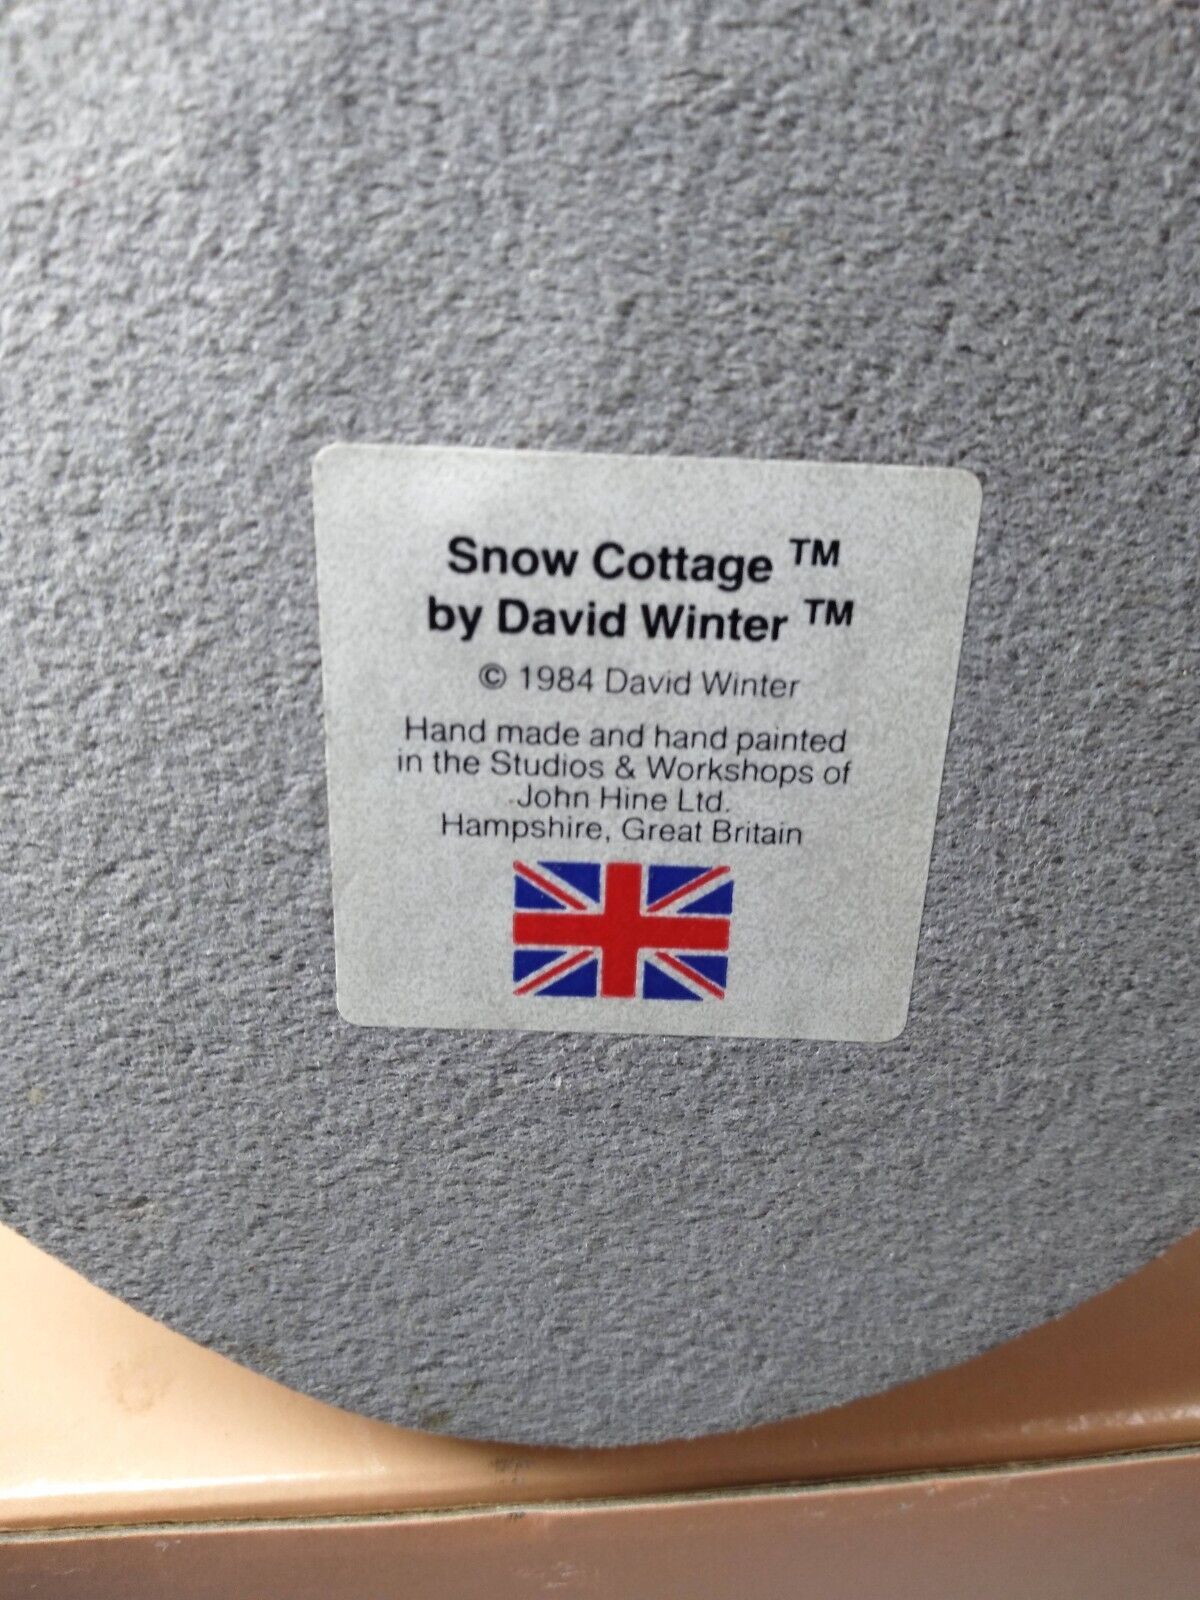 Snow Cottage ™
by David Winter ™
© 1984 David Winter
Hand made and hand painted
in the Studios & Workshops of
John Hine Ltd.
Hampshire, Great Britain